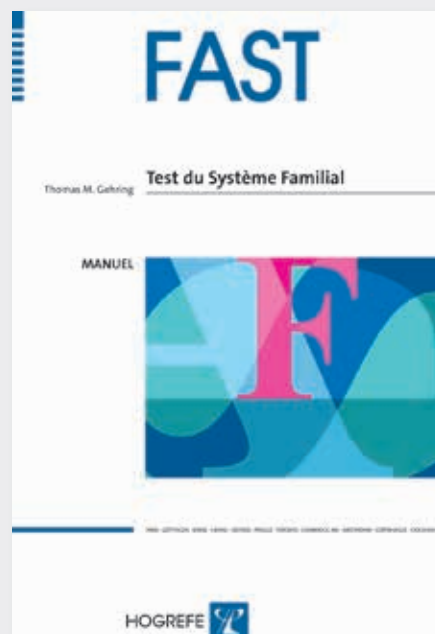 FAST
Test du Système Familial
Thomas M. Gehring
MANUEL
F
HOGREFE